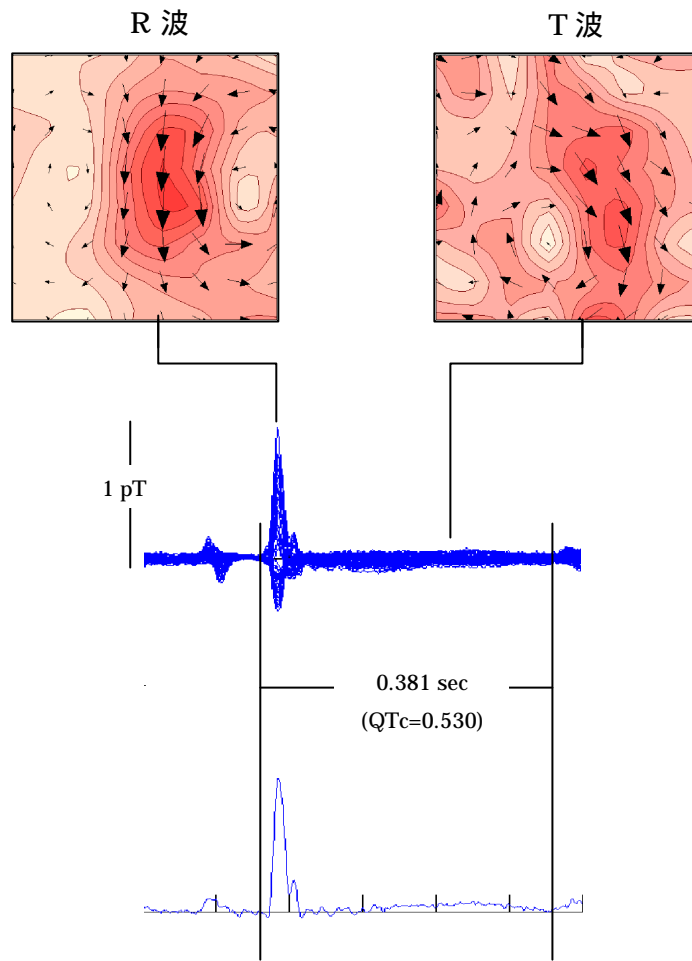 R 波
T 波
1 pT
0.381 sec
(QTc=0.530)